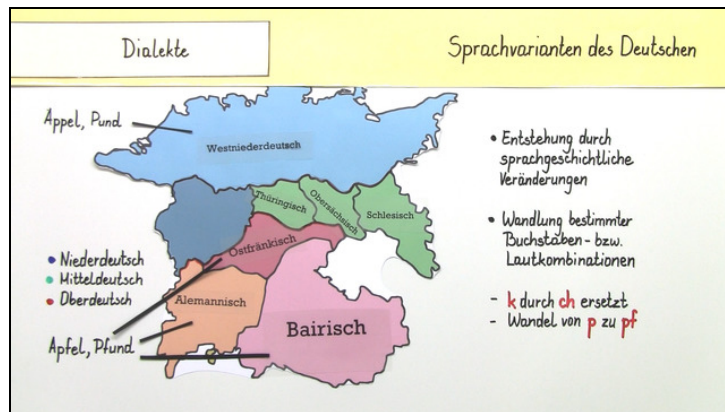 Dialekte
Sprachvarianten des Deutschen
Appel, Pund
Westniederdeutsch
Thüringisch
Obersächsisch
Schlesisch
Ostfränkisch
• Niederdeutsch
• Mitteldeutsch
• Oberdeutsch
Alemannisch
Bairisch
Apfel, Pfund
• Entstehung durch
sprachgeschichtliche
Veränderungen
• Wandlung bestimmter
Buchstaben- bzw.
Lautkombinationen
- k durch ch ersetzt
- Wandel von p zu pf